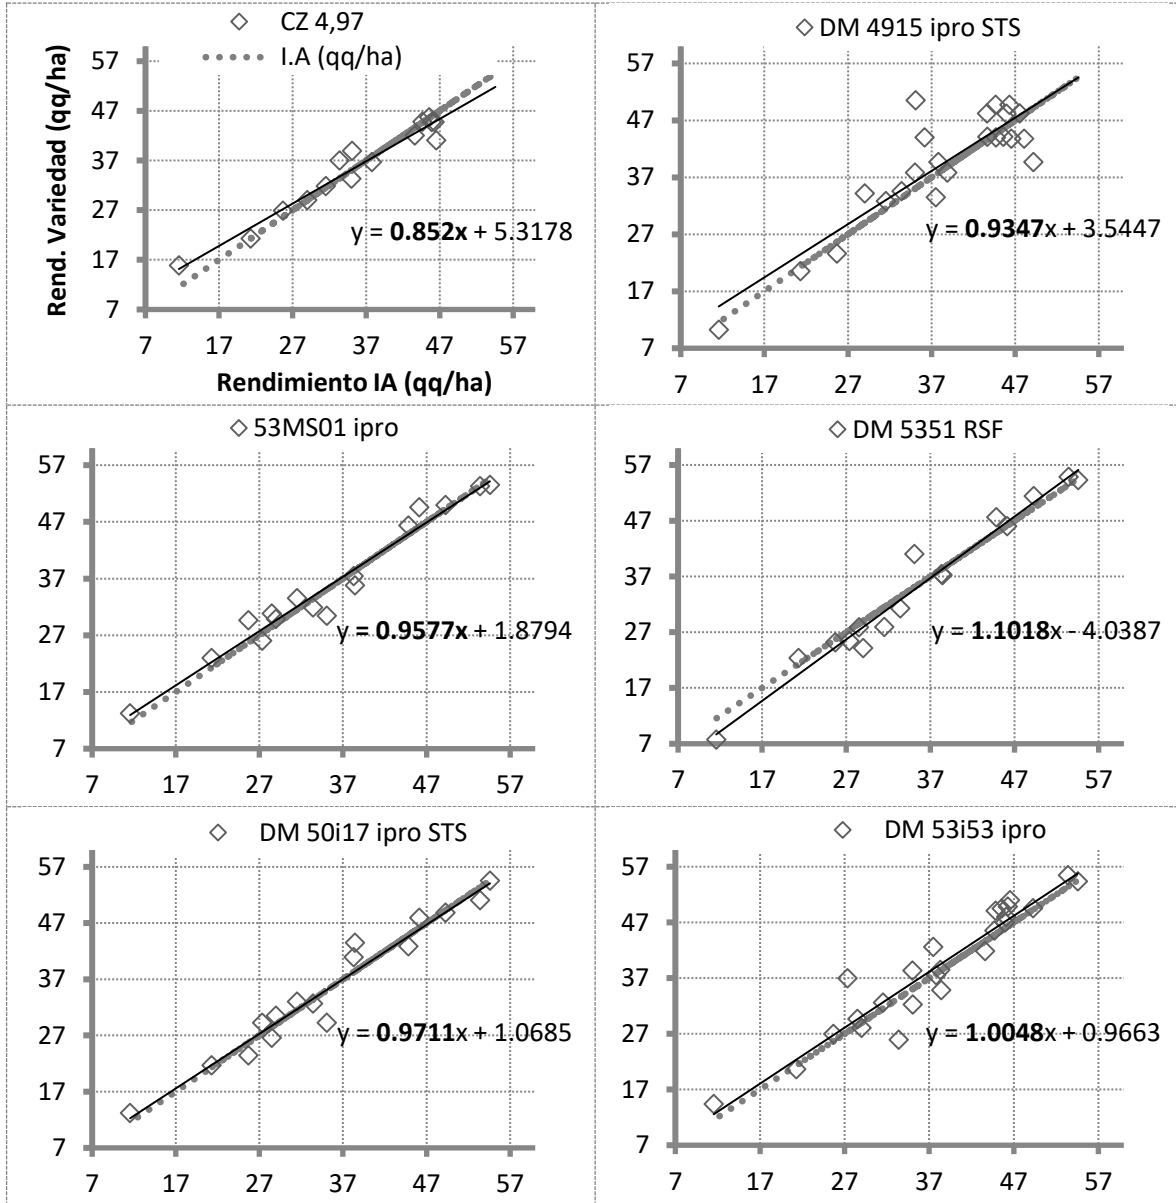 CZ 4,97
I.A (qq/ha)
Rend. Variedad (qq/ha)
57
47
37
27
17
7
y = 0.852x + 5.3178
7 17 27 37 47 57
Rendimiento IA (qq/ha)
DM 4915 ipro STS
57
47
37
27
17
7
y = 0.9347x + 3.5447
7 17 27 37 47 57
53MS01 ipro
57
47
37
27
17
7
y = 0.9577x + 1.8794
7 17 27 37 47 57
DM 5351 RSF
57
47
37
27
17
7
y = 1.1018x - 4.0387
7 17 27 37 47 57
DM 50i17 ipro STS
57
47
37
27
17
7
y = 0.9711x + 1.0685
7 17 27 37 47 57
DM 53i53 ipro
57
47
37
27
17
7
y = 1.0048x + 0.9663
7 17 27 37 47 57